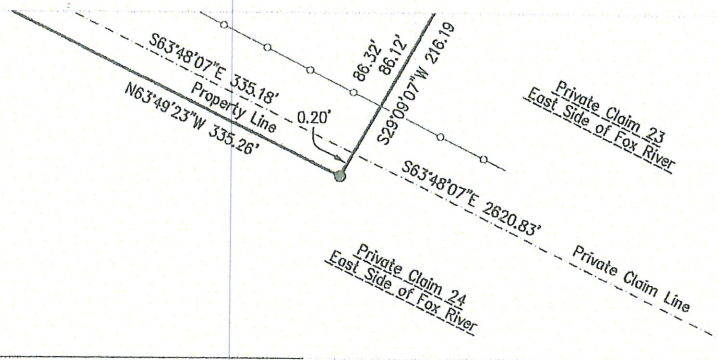 S63°48'07"E 335.18'
Property Line
N63°49'23"W 335.26'
0.20'
86.32'
86.12'
S29°09'07"W 216.19
Private Claim 23
East Side of Fox River
S63°48'07"E 2620.83'
Private Claim Line
Private Claim 24
East Side of Fox River